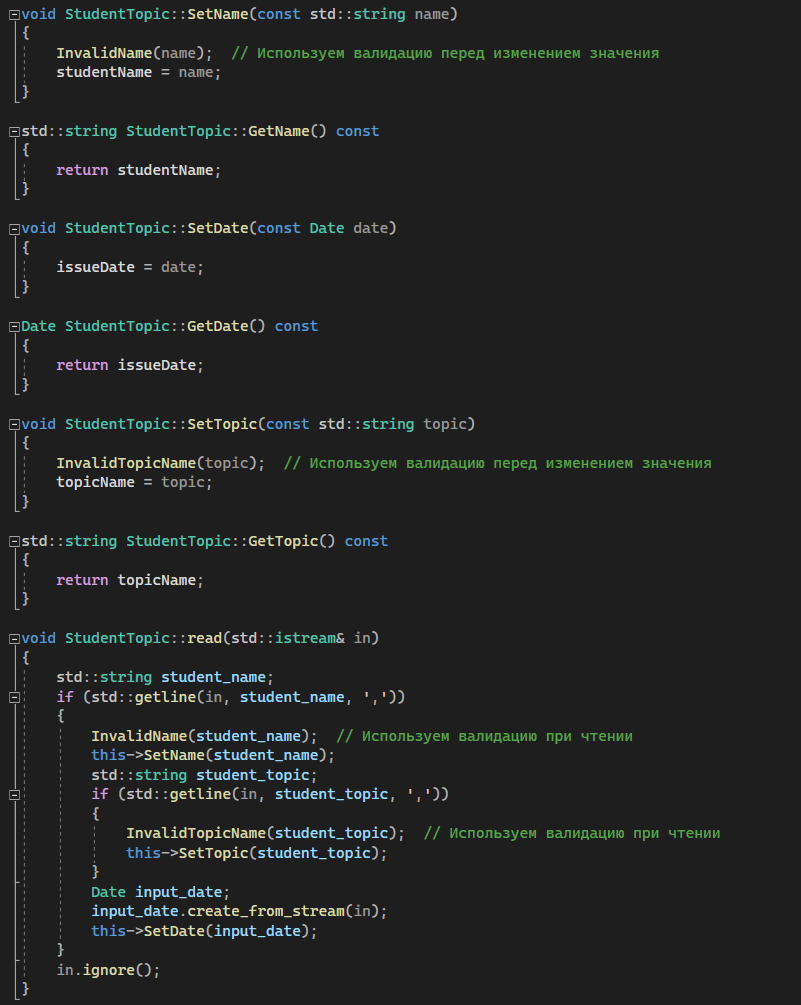 void StudentTopic::SetName(const std::string name)
{
    InvalidName(name);  // Используем валидацию перед изменением значения
    studentName = name;
}

std::string StudentTopic::GetName() const
{
    return studentName;
}

void StudentTopic::SetDate(const Date date)
{
    issueDate = date;
}

Date StudentTopic::GetDate() const
{
    return issueDate;
}

void StudentTopic::SetTopic(const std::string topic)
{
    InvalidTopicName(topic);  // Используем валидацию перед изменением значения
    topicName = topic;
}

std::string StudentTopic::GetTopic() const
{
    return topicName;
}

void StudentTopic::read(std::istream& in)
{
    std::string student_name;
    if (std::getline(in, student_name, ','))
    {
        InvalidName(student_name);  // Используем валидацию при чтении
        this->SetName(student_name);
        std::string student_topic;
        if (std::getline(in, student_topic, ','))
        {
            InvalidTopicName(student_topic);  // Используем валидацию при чтении
            this->SetTopic(student_topic);
        }
        Date input_date;
        input_date.create_from_stream(in);
        this->SetDate(input_date);
    }
    in.ignore();
}